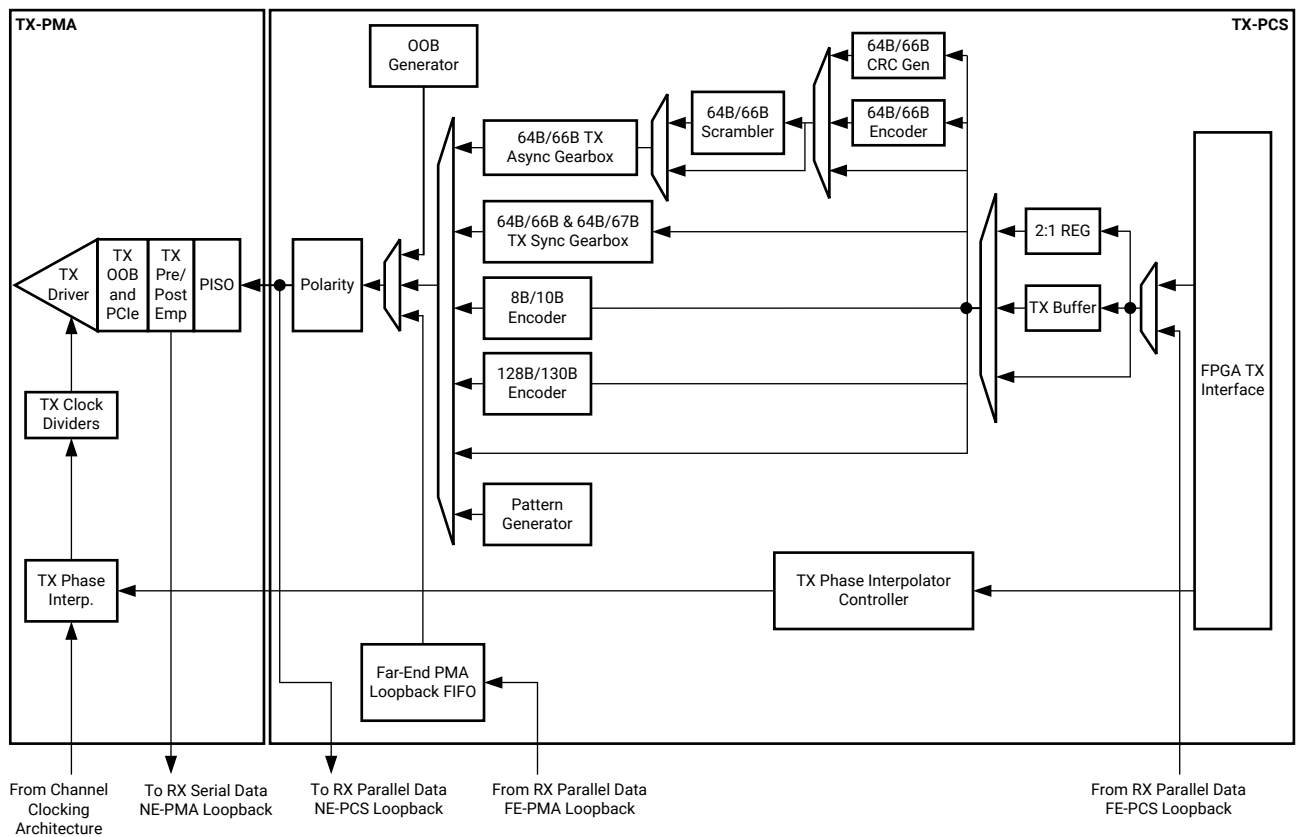 TX-PMA
TX-PCS
OOB
Generator
64B/66B
CRC Gen
64B/66B
Scrambler
64B/66B
Encoder
64B/66B TX
Async Gearbox
64B/66B & 64B/67B
TX Sync Gearbox
2:1 REG
TX
Driver
TX
OOB
and
PCIe
TX
Pre/
Post
Emp
PISO
Polarity
8B/10B
Encoder
TX Buffer
FPGA TX
Interface
128B/130B
Encoder
TX Clock
Dividers
Pattern
Generator
TX Phase
Interp.
TX Phase Interpolator
Controller
Far-End PMA
Loopback FIFO
From Channel
Clocking
Architecture
To RX Serial Data
NE-PMA Loopback
To RX Parallel Data
NE-PCS Loopback
From RX Parallel Data
FE-PMA Loopback
From RX Parallel Data
FE-PCS Loopback